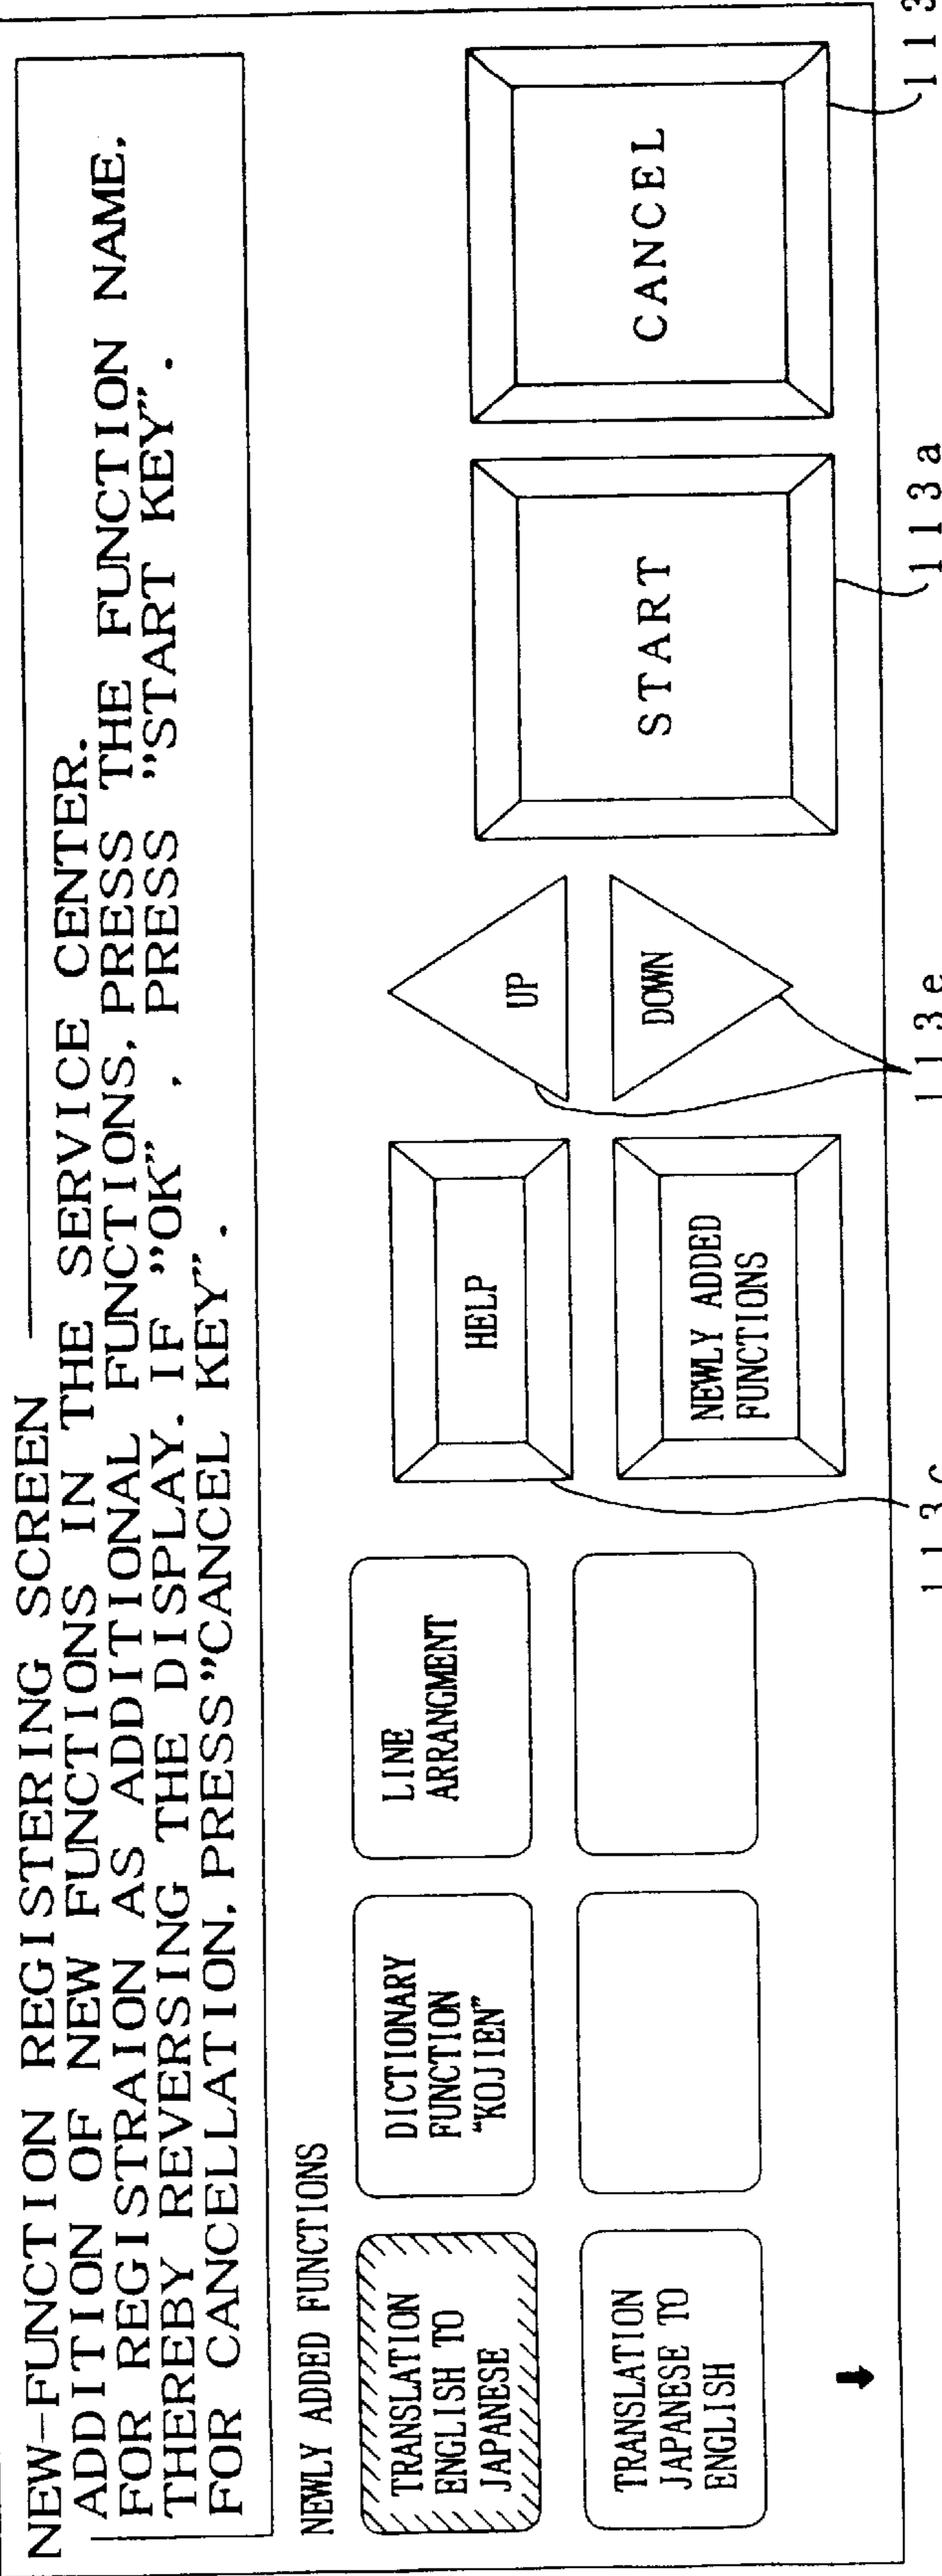 NEW-FUNCTION REGISTERING SCREEN
ADDITION OF NEW FUNCTIONS IN THE SERVICE CENTER.
FOR REGISTRAION AS ADDITIONAL FUNCTIONS, PRESS THE FUNCTION NAME,
THEREBY REVERSING THE DISPLAY. IF "OK", PRESS "START KEY".
FOR CANCELLATION, PRESS "CANCEL KEY".
NEWLY ADDED FUNCTIONS
TRANSLATION
ENGLISH TO
JAPANESE
DICTIONARY
FUNCTION
"KOJIEN"
LINE
ARRANGMENT
HELP
UP
START
CANCEL
TRANSLATION
JAPANESE TO
ENGLISH
NEWLY ADDED
FUNCTIONS
DOWN
113e
113a